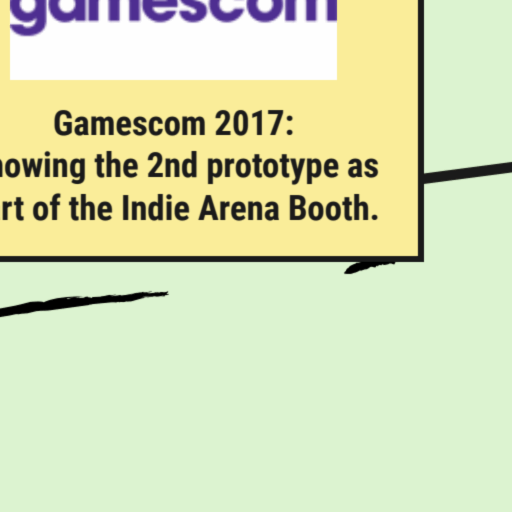 gamescom
Gamescom 2017:
howing the 2nd prototype as
rt of the Indie Arena Booth.